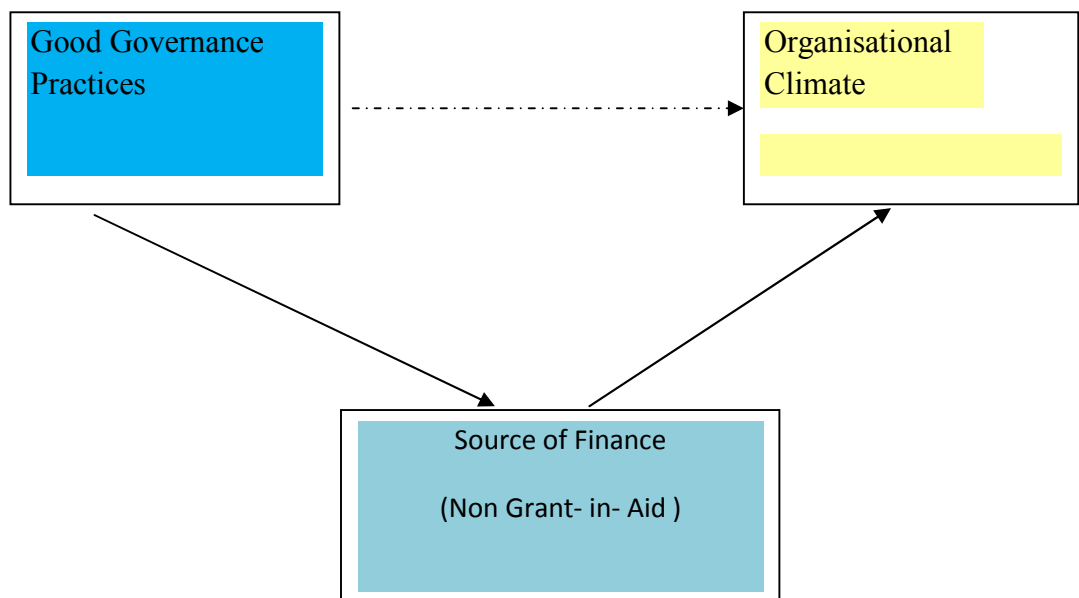 Good Governance
Practices
Organisational
Climate
Source of Finance
(Non Grant- in- Aid )